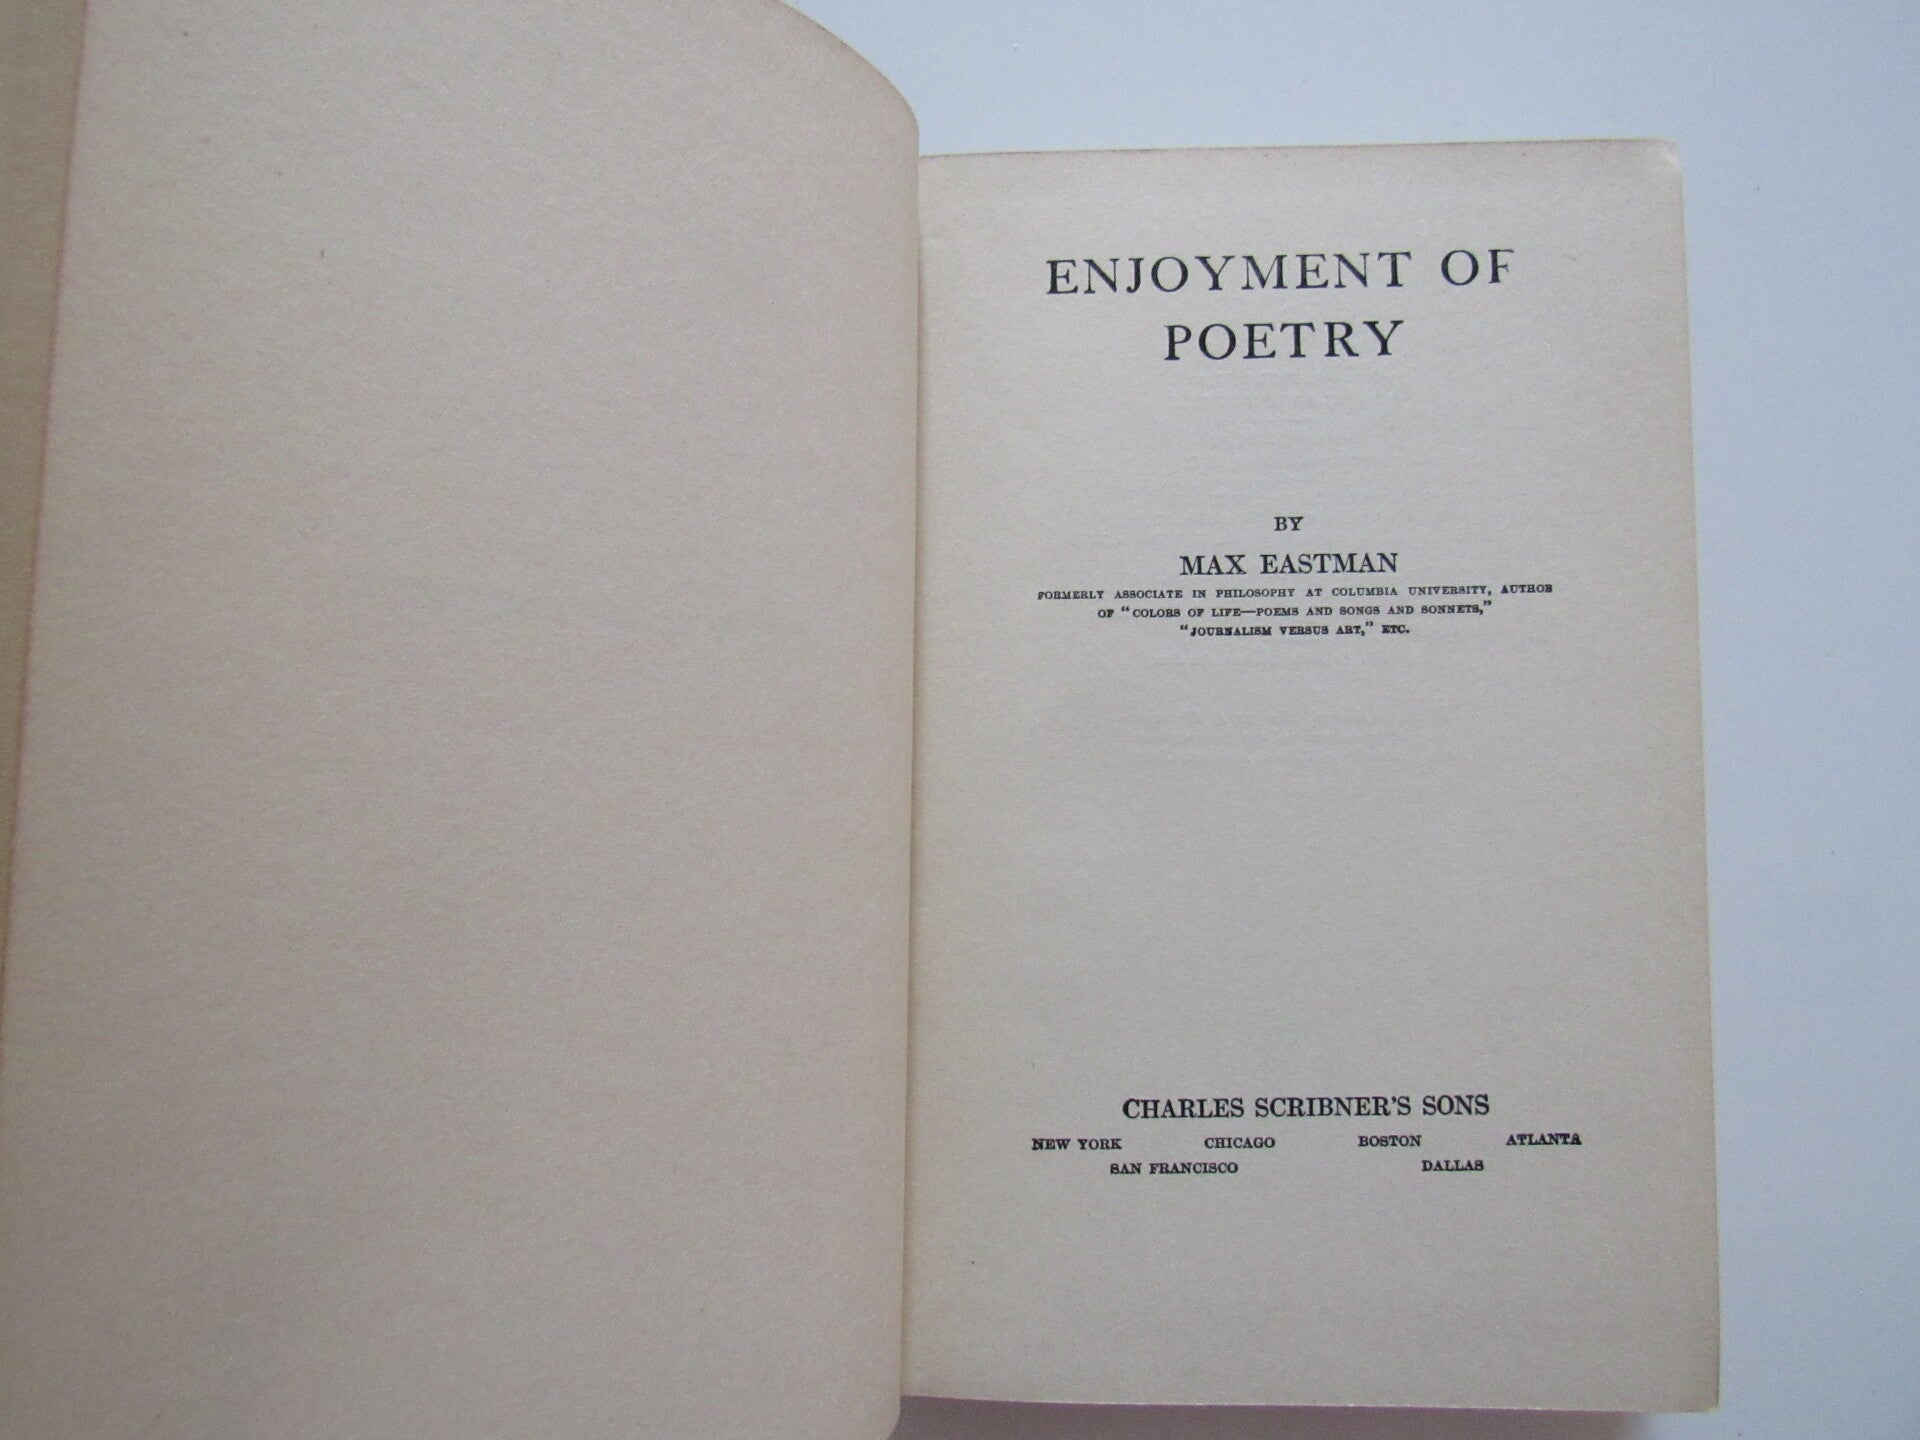 ENJOYMENT OF
POETRY
BY
MAX EASTMAN
FORMERLY ASSOCIATE IN PHILOSOPHY AT COLUMBIA UNIVERSITY, AUTHOR
OF "COLORS OF LIFE—POEMS AND SONGS AND SONNETS,"
"JOURNALISM VERSUS ART," ETC.
CHARLES SCRIBNER'S SONS
NEW YORK CHICAGO BOSTON ATLANTA
SAN FRANCISCO DALLAS